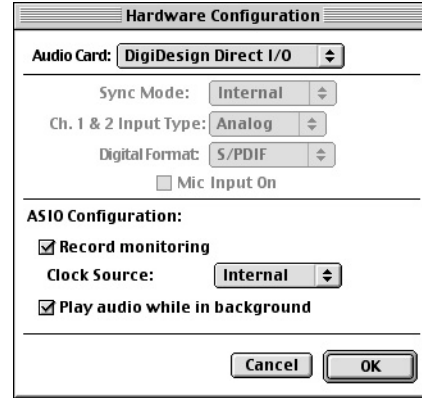 Hardware Configuration
Audio Card: DigiDesign Direct I/O
Sync Mode: Internal
Ch. 1 & 2 Input Type: Analog
Digital Format: S/PDIF
Mic Input On
ASIO Configuration:
Record monitoring
Clock Source: Internal
Play audio while in background
Cancel OK